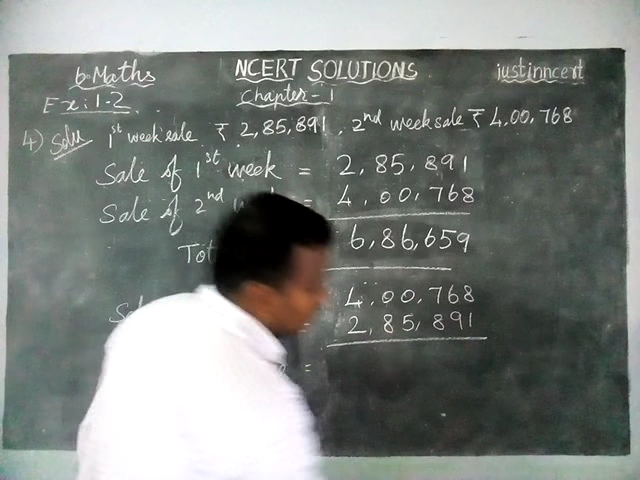 6 Maths NCERT SOLUTIONS justinncert
Ex: 1.2. Chapter - 1
4) Solu 1st week sale ₹ 2,85,891, 2nd week sale ₹ 4,00,768
Sale of 1st week = 2,85,891
Sale of 2nd = 4,00,768
6,86,659
4,00,768
2,85,891
=